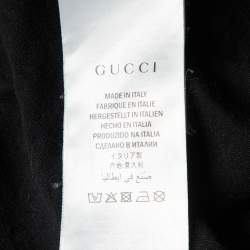 GUCCI
MADE IN ITALY
FABRIQUE EN ITALIE
HERGESTELLT IN ITALIEN
HECHO EN ITALIA
PRODUZIDO NA ITALIA
СДЕЛАНО В ИТАЛИИ
イタリア製
صنع في ايطاليا